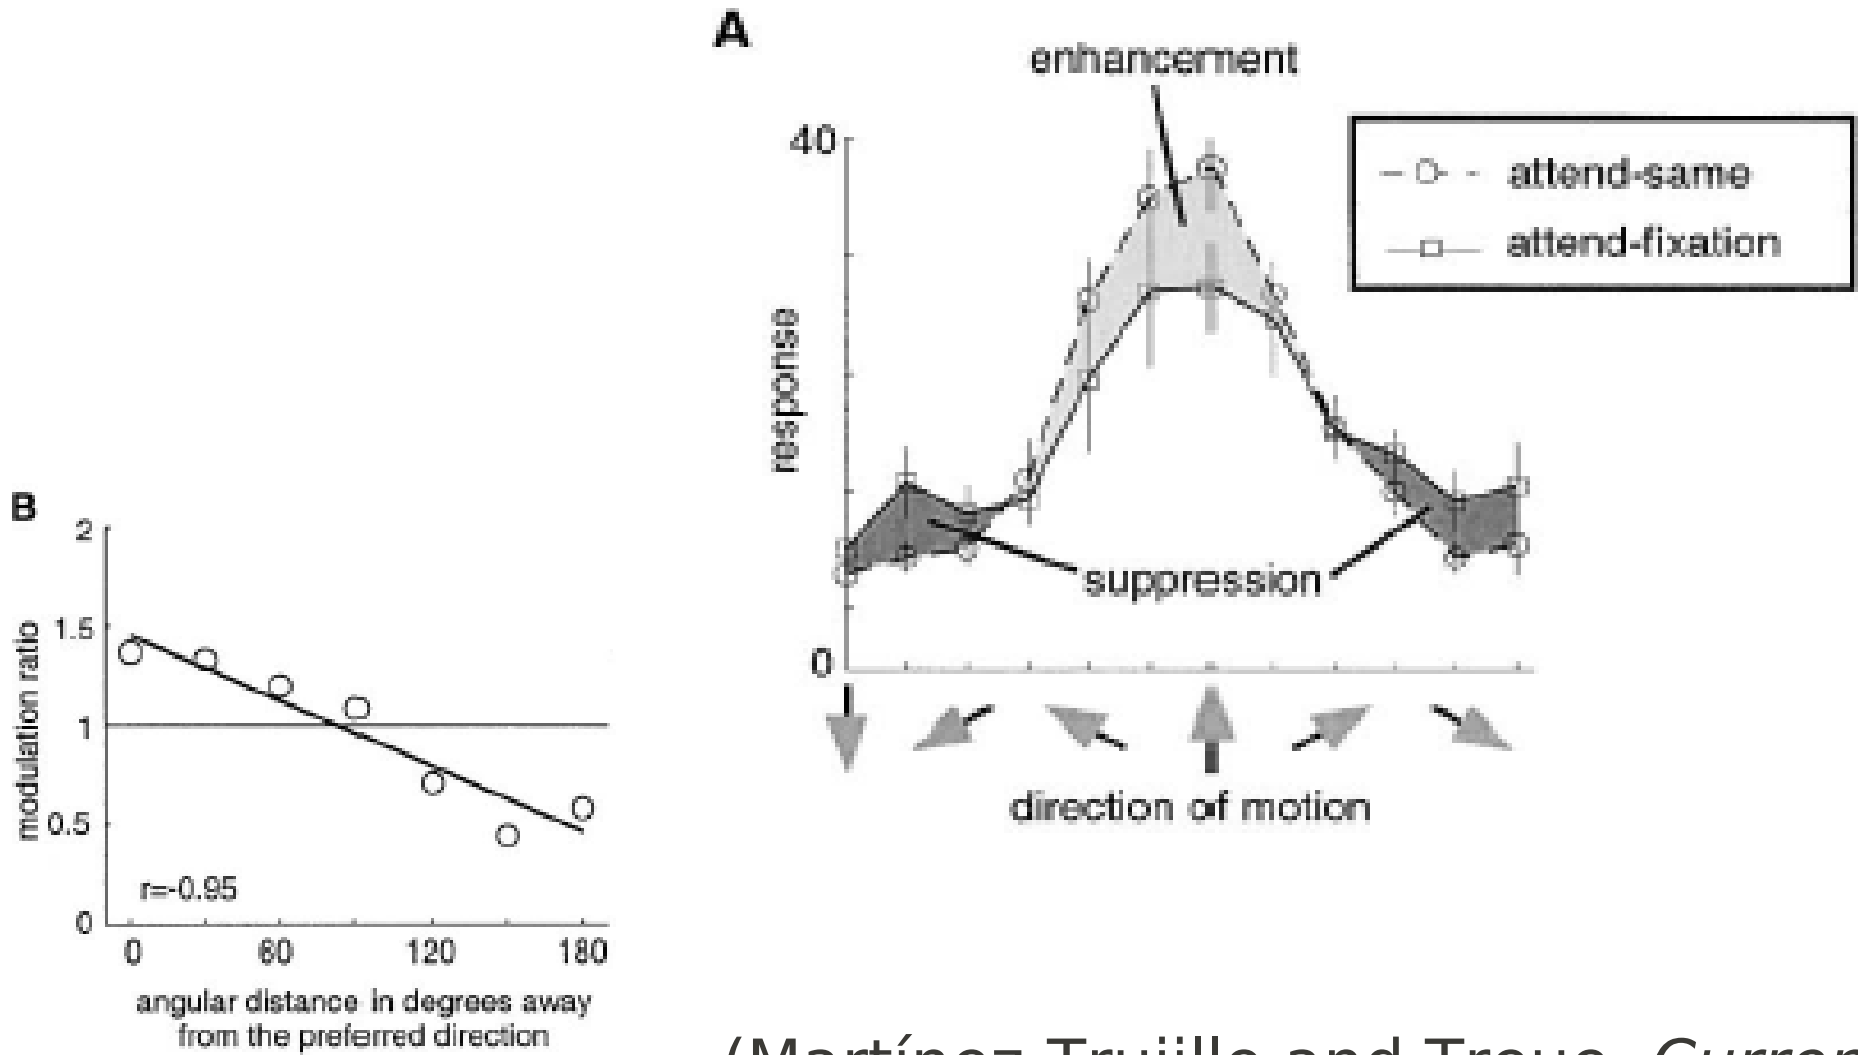 A
enhancement
40
attend-same
attend-fixation
response
suppression
0
direction of motion
B
2
1.5
1
0.5
0
modulation ratio
r=-0.95
0 60 120 180
angular distance in degrees away
from the preferred direction
(Martínez-Trujillo and Treue,